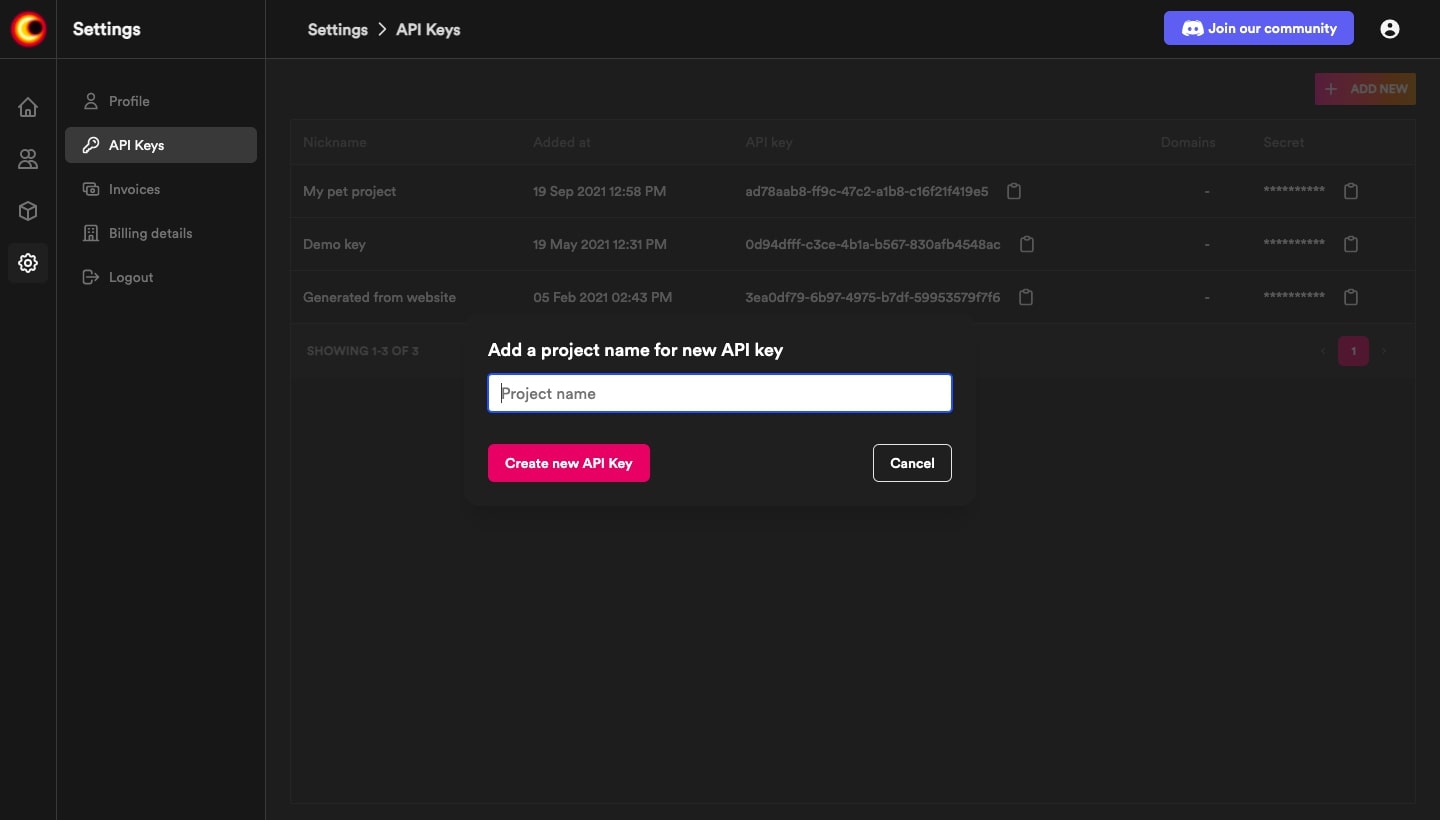 Settings
Settings > API Keys
Join our community
Profile
API Keys
Invoices
Billing details
Logout
+ ADD NEW
Nickname Added at API key Domains Secret
My pet project 19 Sep 2021 12:58 PM ad78aab8-ff9c-47c2-a1b8-c16f21f419e5 - **********
Demo key 19 May 2021 12:31 PM 0d94dfff-c3ce-4b1a-b567-830afb4548ac - **********
Generated from website 05 Feb 2021 02:43 PM 3ea0df79-6b97-4975-b7df-59953579f7f6 - **********
SHOWING 1-3 OF 3 ‹ 1 ›
Add a project name for new API key
Project name
Create new API Key
Cancel